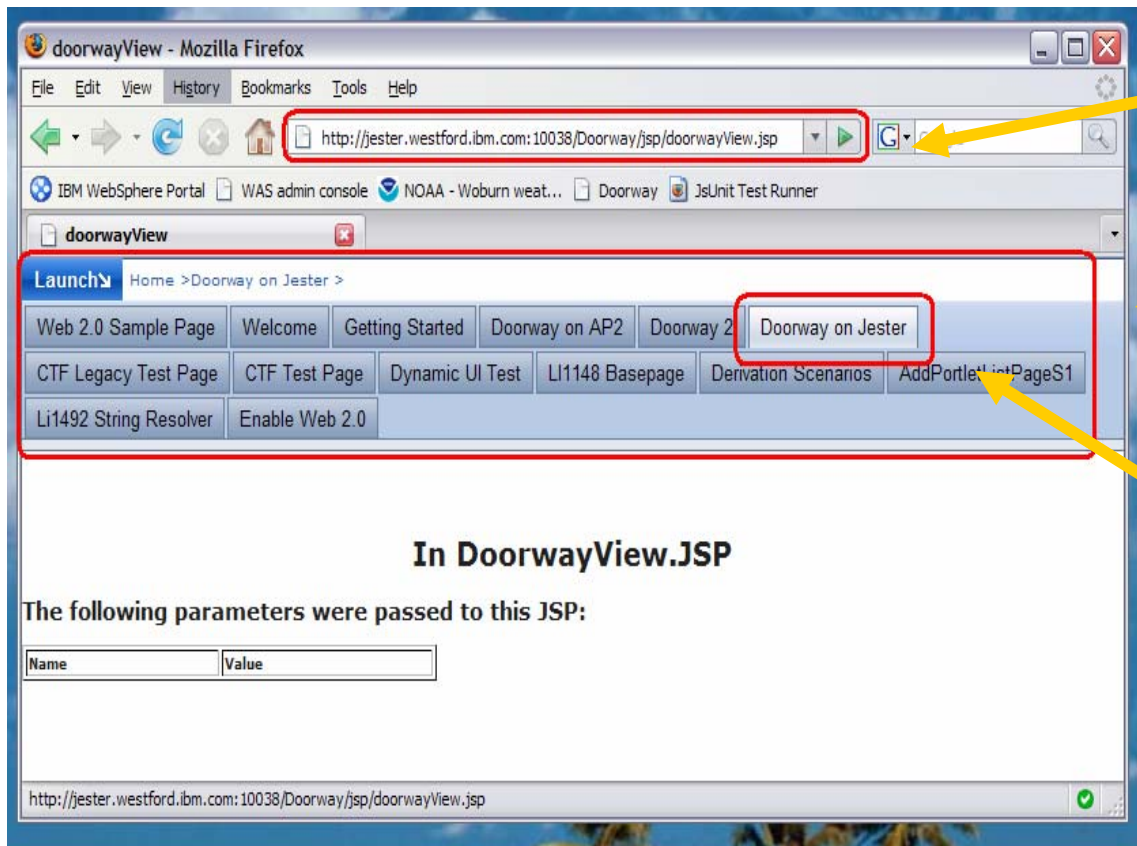 doorwayView - Mozilla Firefox
File Edit View History Bookmarks Tools Help
http://jester.westford.ibm.com:10038/Doorway/jsp/doorwayView.jsp G
IBM WebSphere Portal WAS admin console NOAA - Woburn weat... Doorway JsUnit Test Runner
doorwayView
Launch Home >Doorway on Jester >
Web 2.0 Sample Page Welcome Getting Started Doorway on AP2 Doorway 2 Doorway on Jester
CTF Legacy Test Page CTF Test Page Dynamic UI Test LI1148 Basepage Derivation Scenarios AddPortletListPageS1
Li1492 String Resolver Enable Web 2.0
In DoorwayView.JSP
The following parameters were passed to this JSP:
Name Value
http://jester.westford.ibm.com:10038/Doorway/jsp/doorwayView.jsp